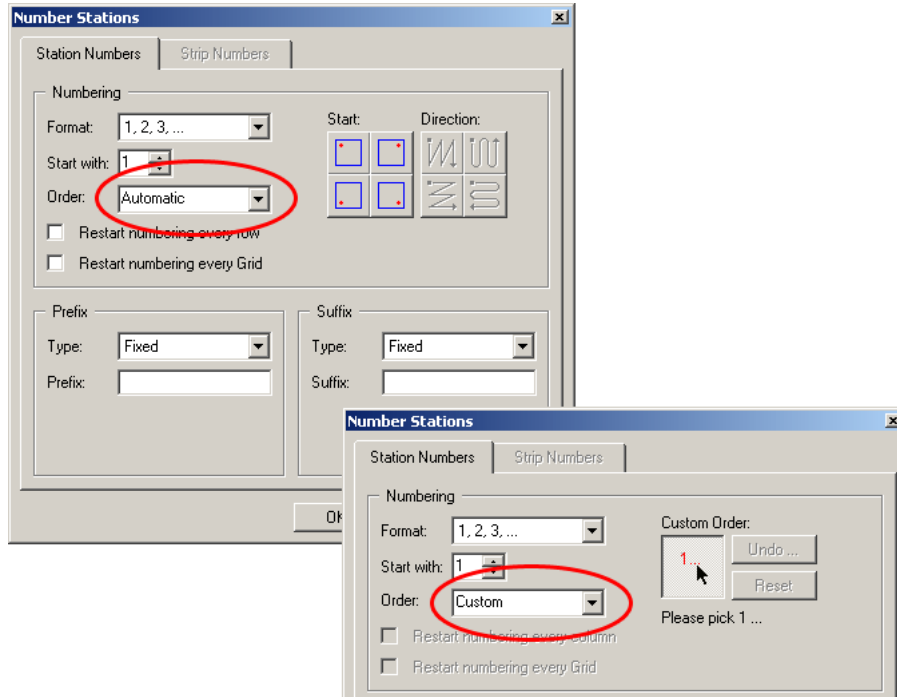 Number Stations
Station Numbers Strip Numbers
Numbering
Format: 1, 2, 3, ... Start: Direction:
Start with: 1
Order: Automatic
Restart numbering every row
Restart numbering every Grid
Prefix Suffix
Type: Fixed Type: Fixed
Prefix: Suffix:
OK
Number Stations
Station Numbers Strip Numbers
Numbering
Format: 1, 2, 3, ... Custom Order:
1... Undo ...
Start with: 1
Reset
Order: Custom
Please pick 1 ...
Restart numbering every column
Restart numbering every Grid